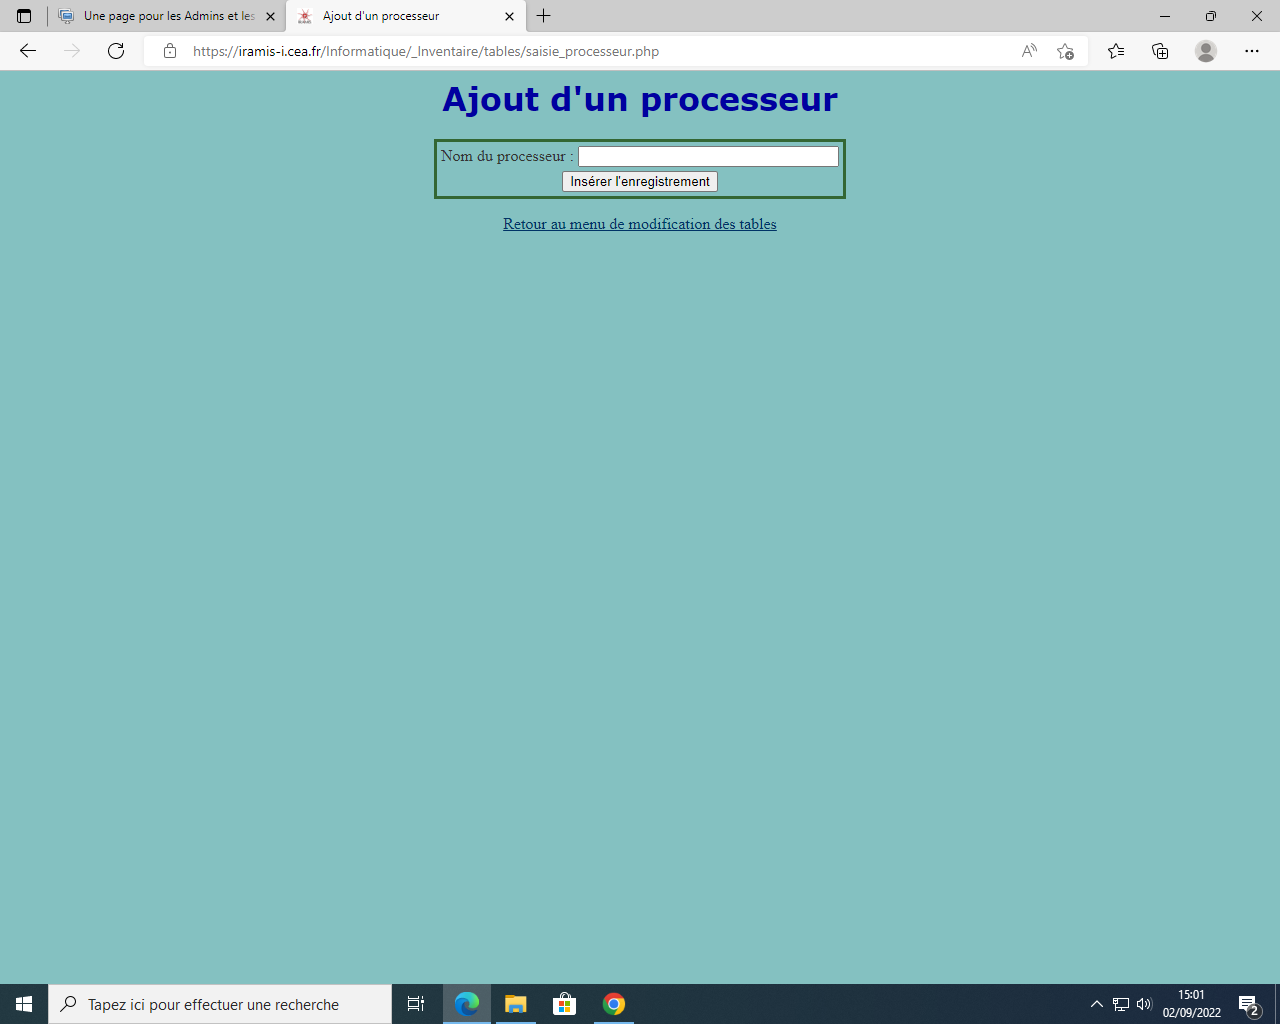 Une page pour les Admins et les
Ajout d'un processeur
https://iramis-i.cea.fr/Informatique/_Inventaire/tables/saisie_processeur.php
Ajout d'un processeur
Nom du processeur :
Insérer l'enregistrement
Retour au menu de modification des tables
Tapez ici pour effectuer une recherche
15:01
02/09/2022
2